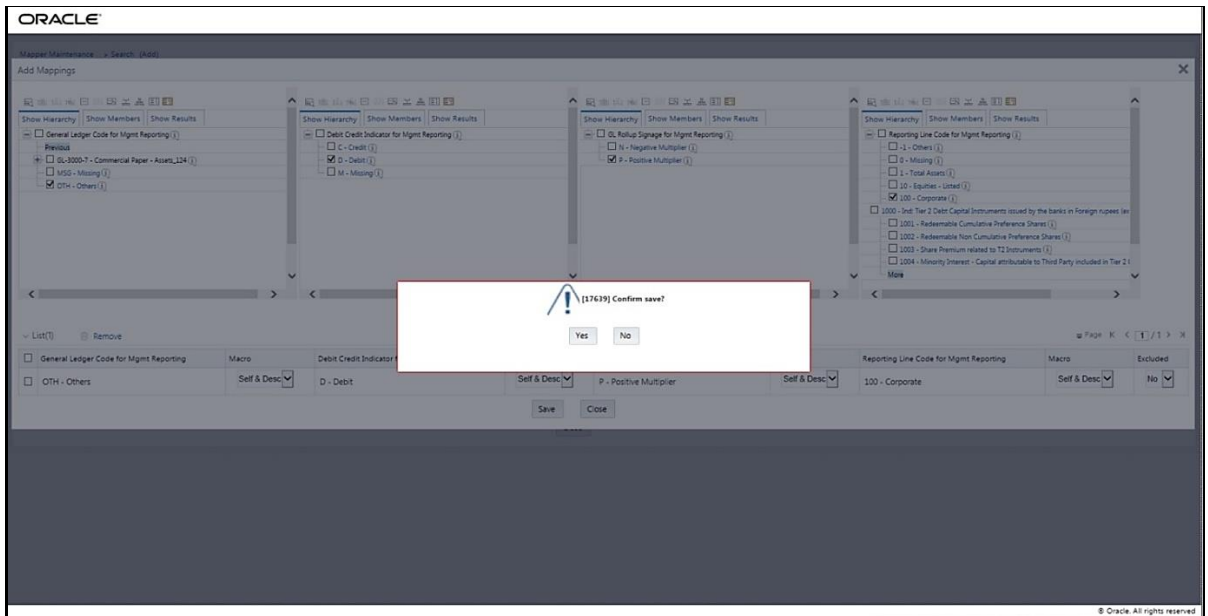 ORACLE
Mapper Maintenance > Search (Add)
Add Mappings
Show Hierarchy Show Members Show Results
General Ledger Code for Mgmt Reporting
Previous
GL-3000-7 - Commercial Paper - Assets_124
MSG - Missing
OTH - Others
Show Hierarchy Show Members Show Results
Debit Credit Indicator for Mgmt Reporting
C - Credit
D - Debit
M - Missing
Show Hierarchy Show Members Show Results
GL Rollup Signage for Mgmt Reporting
N - Negative Multiplier
P - Positive Multiplier
Show Hierarchy Show Members Show Results
Reporting Line Code for Mgmt Reporting
-1 - Others
0 - Missing
1 - Total Assets
10 - Equities - Listed
100 - Corporate
1000 - Ind: Tier 2 Debt Capital Instruments issued by the banks in Foreign rupees
1001 - Redeemable Cumulative Preference Shares
1002 - Redeemable Non Cumulative Preference Shares
1003 - Share Premium related to T2 Instruments
1004 - Minority Interest - Capital attributable to Third Party included in Tier 2
More
[17639] Confirm save?
Yes No
List(1) Remove
Page 1 / 1
General Ledger Code for Mgmt Reporting Macro Debit Credit Indicator Reporting Line Code for Mgmt Reporting Macro Excluded
OTH - Others Self & Desc D - Debit Self & Desc P - Positive Multiplier Self & Desc 100 - Corporate Self & Desc No
Save Close
© Oracle. All rights reserved